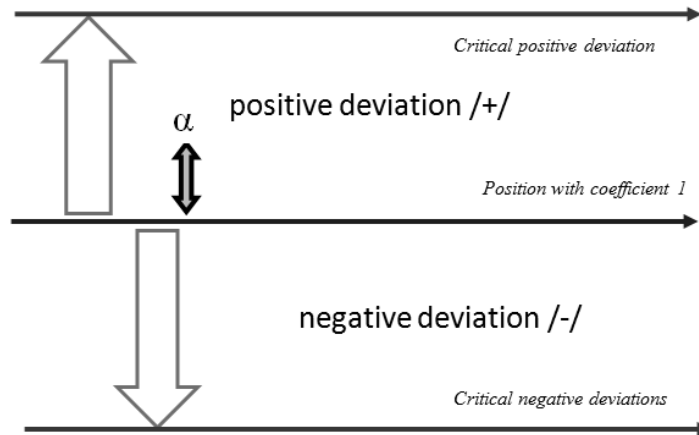 Critical positive deviation
positive deviation /+/
α
Position with coefficient 1
negative deviation /-/
Critical negative deviations